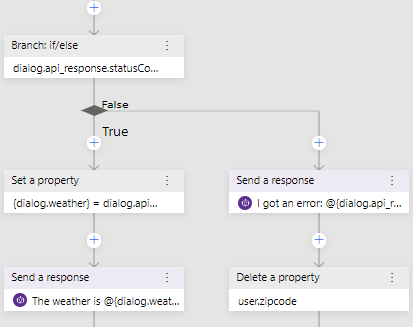 Branch: if/else
dialog.api_response.statusCo...
False
True
Set a property
{dialog.weather} = dialog.api...
Send a response
I got an error: @{dialog.api_r...
Send a response
The weather is @{dialog.weat...
Delete a property
user.zipcode